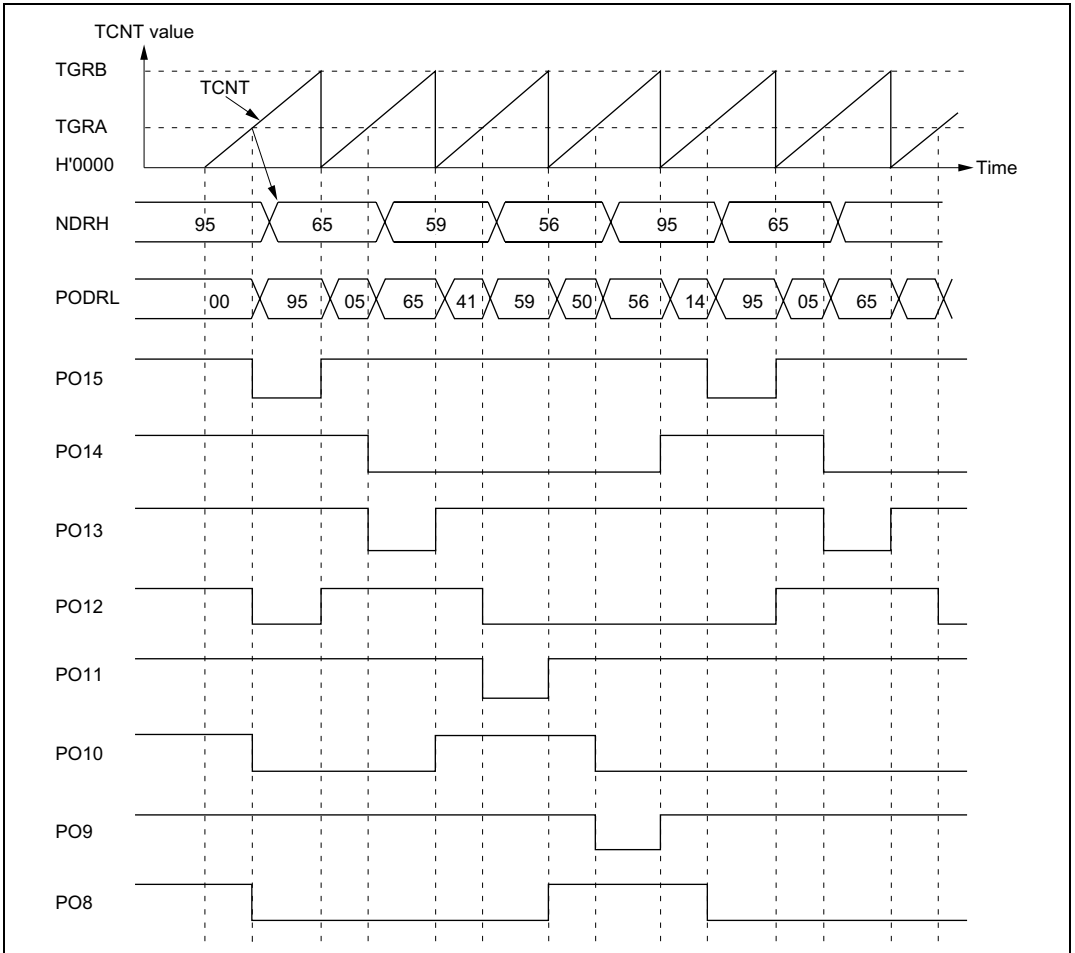 TCNT value
TGRB
TCNT
TGRA
H'0000
Time
NDRH 95 65 59 56 95 65
PODRL 00 95 05 65 41 59 50 56 14 95 05 65
PO15
PO14
PO13
PO12
PO11
PO10
PO9
PO8